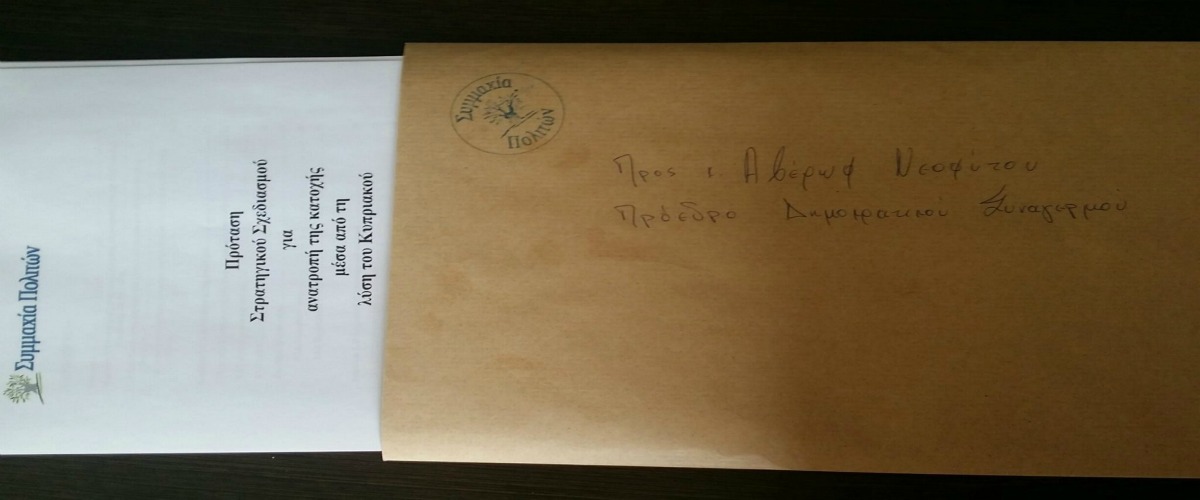 Συμμαχία Πολιτών
Πρόταση
Στρατηγικού Σχεδιασμού
για
ανατροπή της κατοχής
μέσα από τη
λύση του Κυπριακού
Συμμαχία
Πολιτών
Προς κ. Αβέρωφ Νεοφύτου
Πρόεδρο Δημοκρατικού Συναγερμού